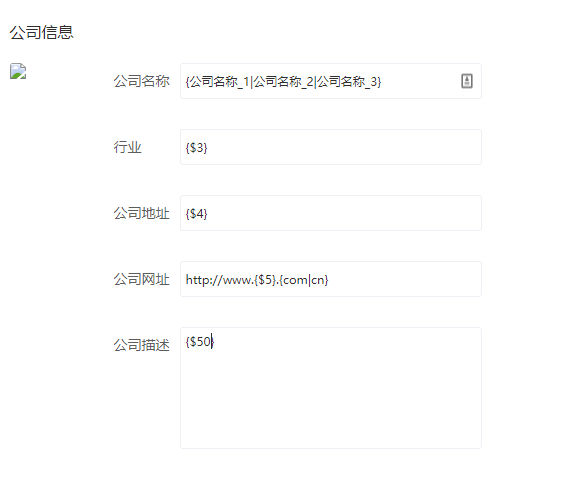 公司信息
公司名称 {公司名称_1|公司名称_2|公司名称_3}
行业 {$3}
公司地址 {$4}
公司网址 http://www.{$5}.{com|cn}
公司描述 {$50}